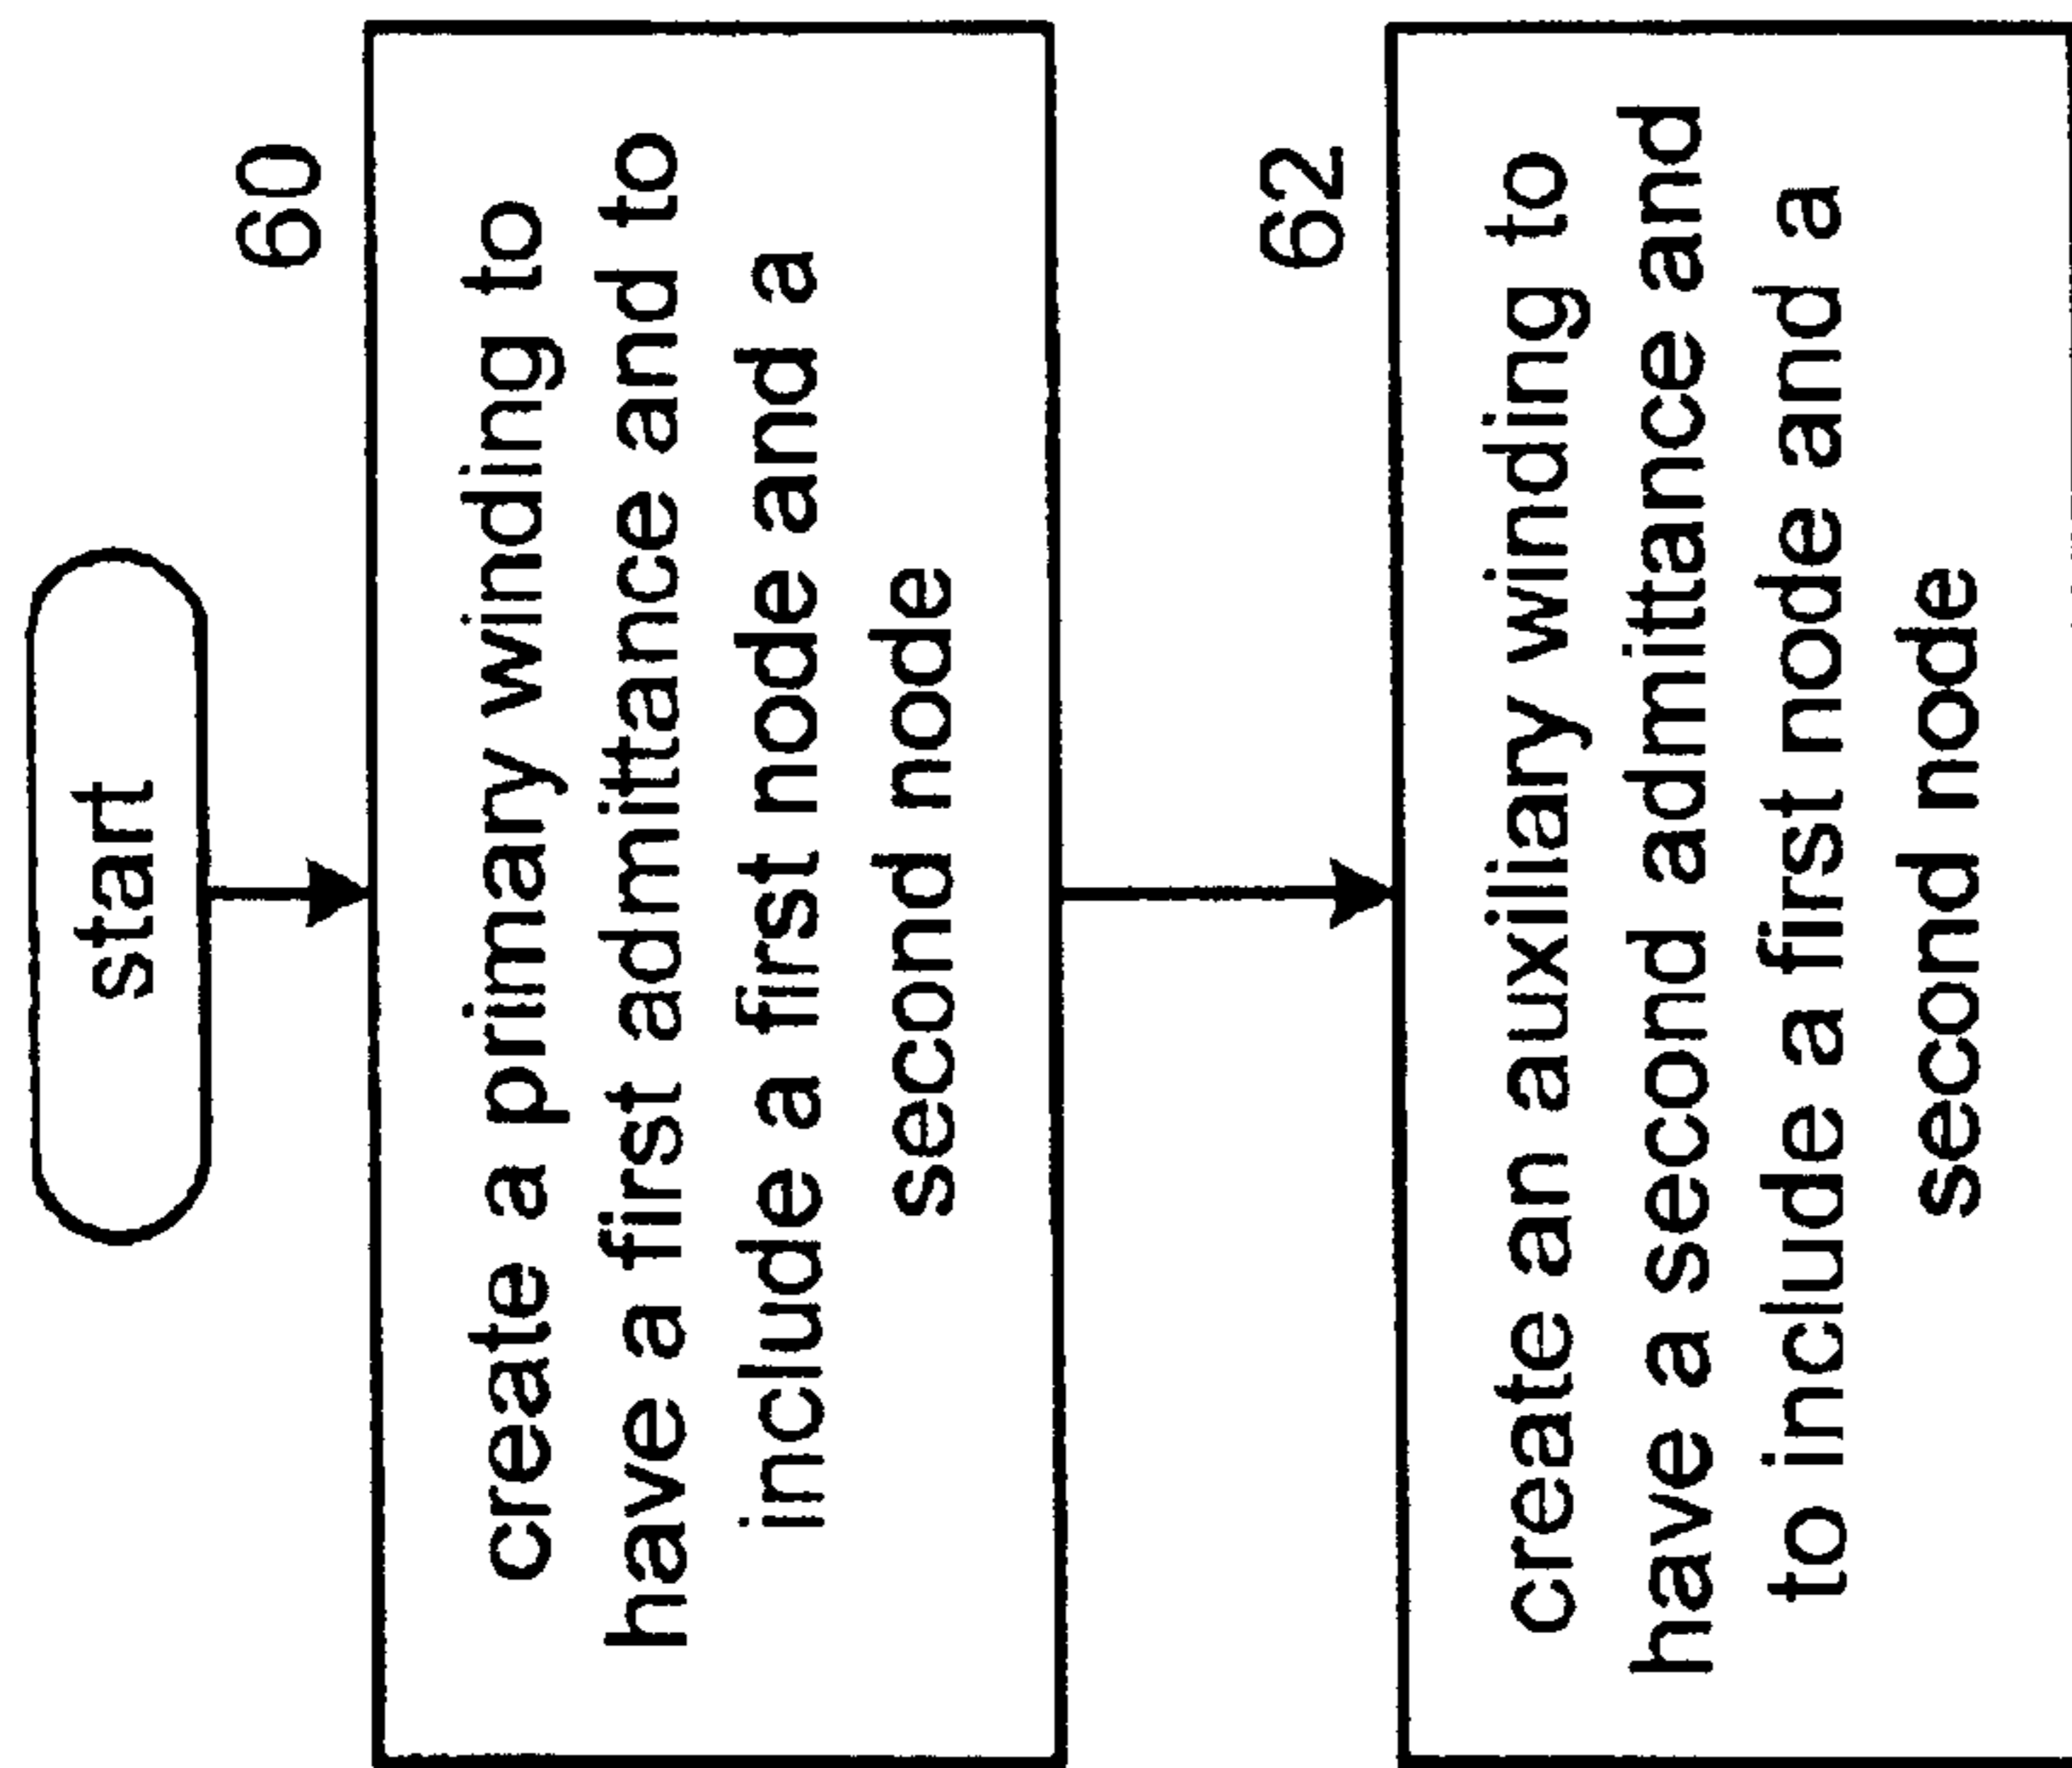 start
60
create a primary winding to
have a first admittance and to
include a first node and a
second node
62
create an auxiliary winding to
have a second admittance and
to include a first node and a
second node